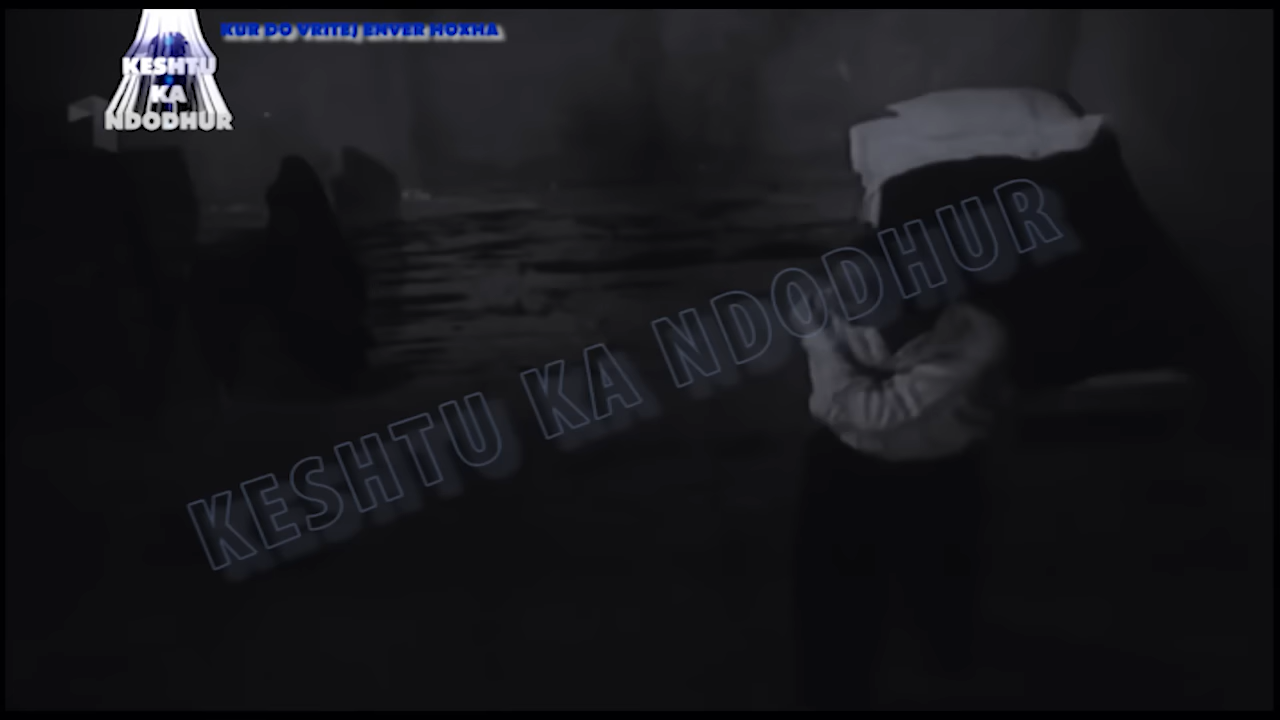 KUR DO VRITEJ ENVER HOXHA
KESHTU
KA
NDODHUR
KESHTU KA NDODHUR